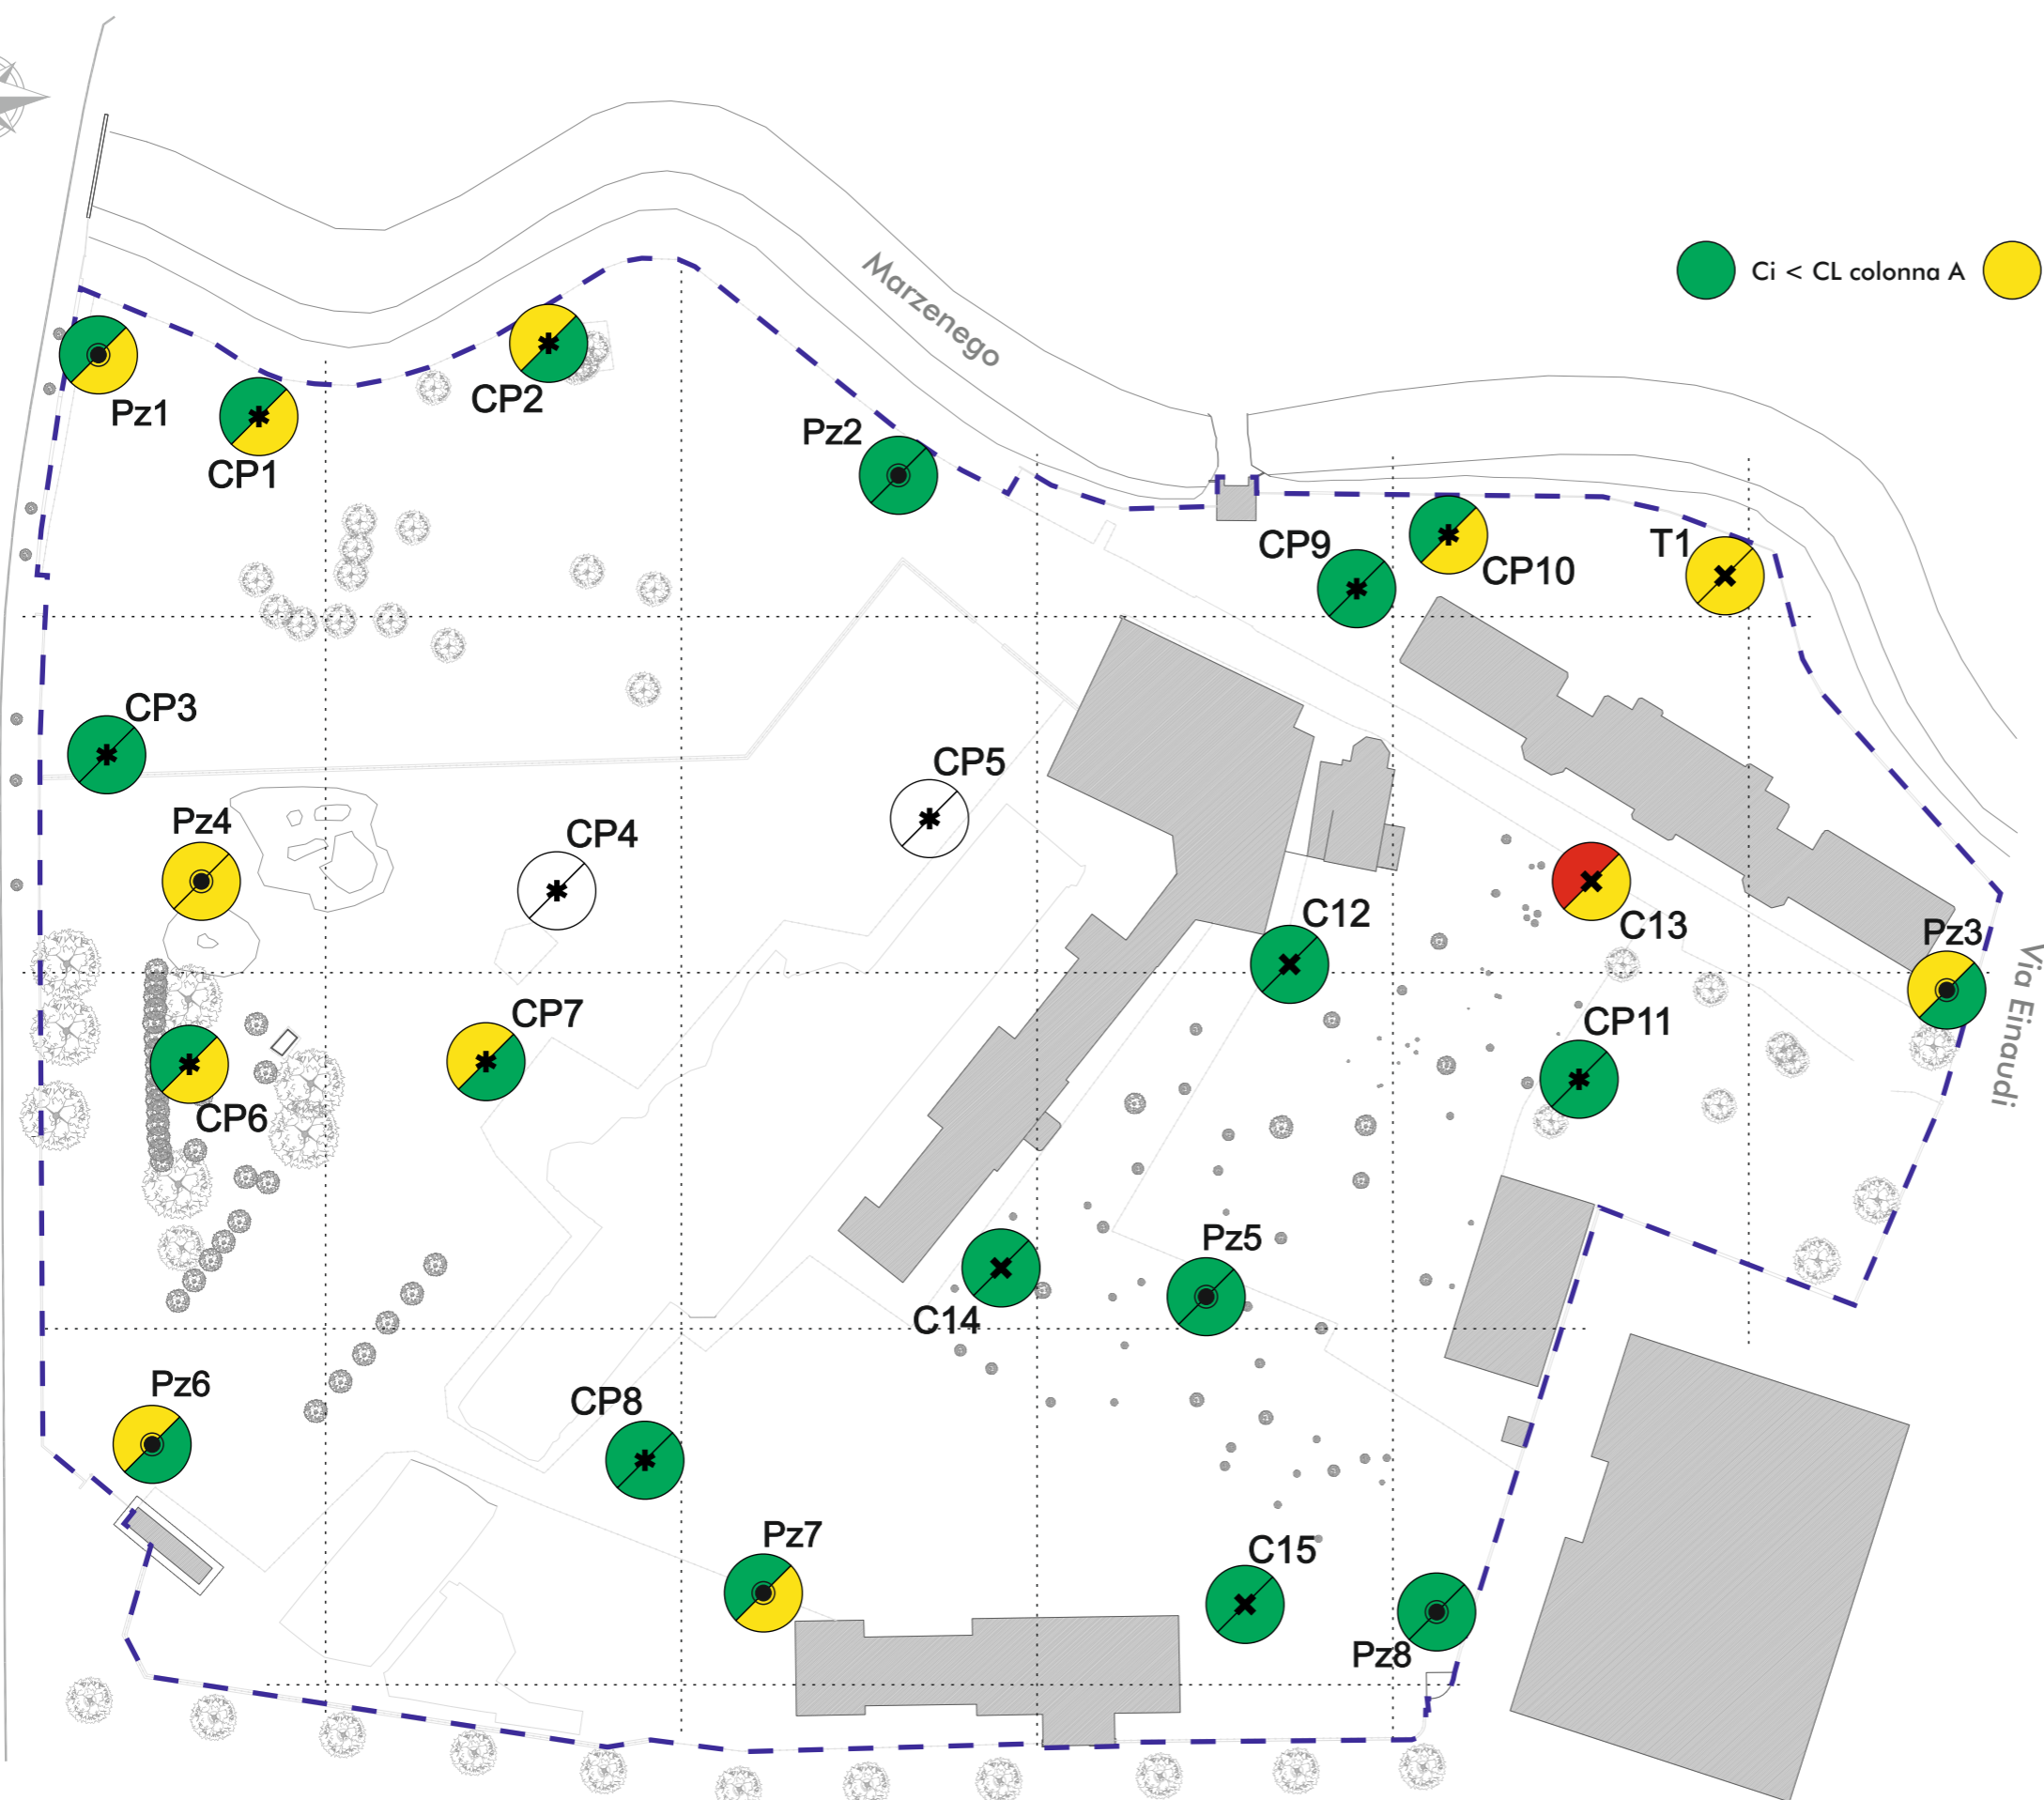 Marzenego
Ci < CL colonna A
Pz1
CP1
CP2
Pz2
CP9
CP10
T1
CP3
Pz4
CP4
CP5
C12
C13
Pz3
Via Einaudi
CP6
CP7
CP11
C14
Pz5
Pz6
CP8
Pz7
C15
Pz8